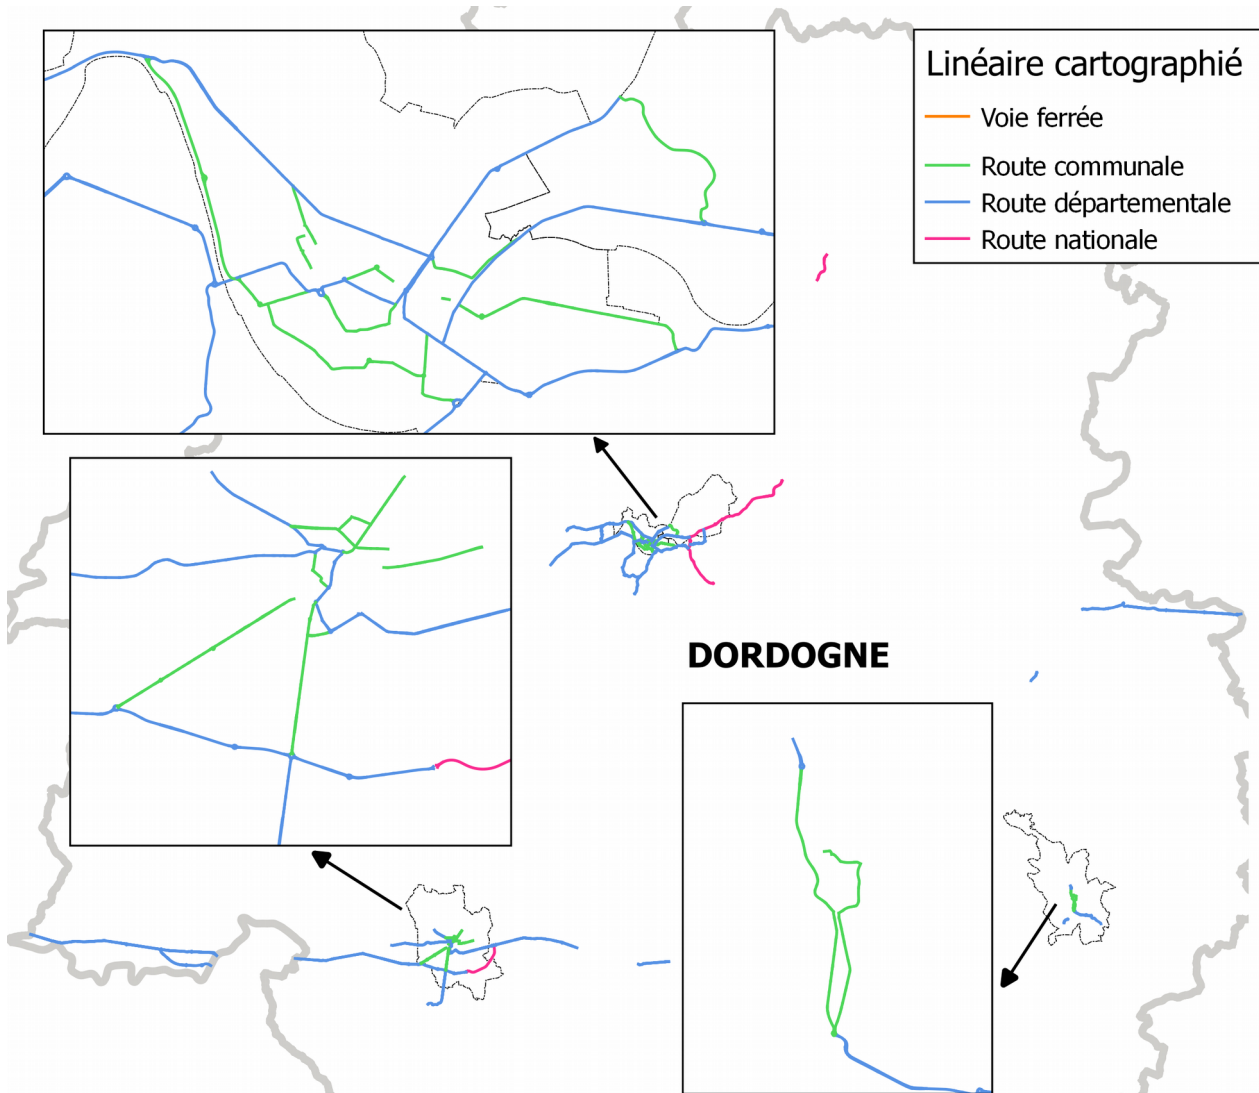 Linéaire cartographié
Voie ferrée
Route communale
Route départementale
Route nationale
DORDOGNE